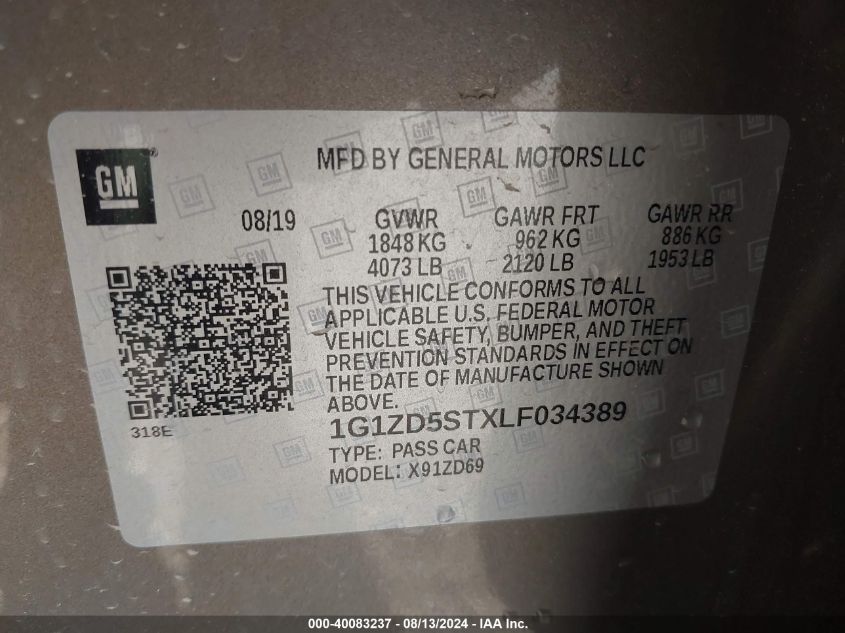 GM
MFD BY GENERAL MOTORS LLC
08/19
GVWR GAWR FRT GAWR RR
1848 KG 962 KG 886 KG
4073 LB 2120 LB 1953 LB
THIS VEHICLE CONFORMS TO ALL
APPLICABLE U.S. FEDERAL MOTOR
VEHICLE SAFETY, BUMPER, AND THEFT
PREVENTION STANDARDS IN EFFECT ON
THE DATE OF MANUFACTURE SHOWN
ABOVE.
318E
1G1ZD5STXLF034389
TYPE: PASS CAR
MODEL: X91ZD69
000-40083237 - 08/13/2024 - IAA Inc.